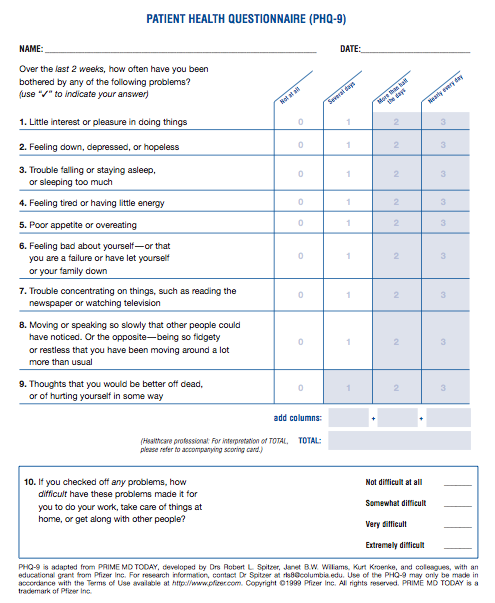 PATIENT HEALTH QUESTIONNAIRE (PHQ-9)
NAME: DATE:
Over the last 2 weeks, how often have you been
bothered by any of the following problems?
(use "✓" to indicate your answer)
Not at all
Several days
More than half
the days
Nearly every day
1. Little interest or pleasure in doing things 0 1 2 3
2. Feeling down, depressed, or hopeless 0 1 2 3
3. Trouble falling or staying asleep,
or sleeping too much 0 1 2 3
4. Feeling tired or having little energy 0 1 2 3
5. Poor appetite or overeating 0 1 2 3
6. Feeling bad about yourself—or that
you are a failure or have let yourself 0 1 2 3
or your family down
7. Trouble concentrating on things, such as reading the
newspaper or watching television 0 1 2 3
8. Moving or speaking so slowly that other people could
have noticed. Or the opposite—being so fidgety
or restless that you have been moving around a lot 0 1 2 3
more than usual
9. Thoughts that you would be better off dead,
or of hurting yourself in some way 0 1 2 3
add columns: + +
(Healthcare professional: For interpretation of TOTAL, TOTAL:
please refer to accompanying scoring card.)
10. If you checked off any problems, how
difficult have these problems made it for
you to do your work, take care of things at
home, or get along with other people?
Not difficult at all
Somewhat difficult
Very difficult
Extremely difficult
PHQ-9 is adapted from PRIME MD TODAY, developed by Drs Robert L. Spitzer, Janet B.W. Williams, Kurt Kroenke, and colleagues, with an
educational grant from Pfizer Inc. For research information, contact Dr Spitzer at rls8@columbia.edu. Use of the PHQ-9 may only be made in
accordance with the Terms of Use available at http://www.pfizer.com. Copyright ©1999 Pfizer Inc. All rights reserved. PRIME MD TODAY is a
trademark of Pfizer Inc.